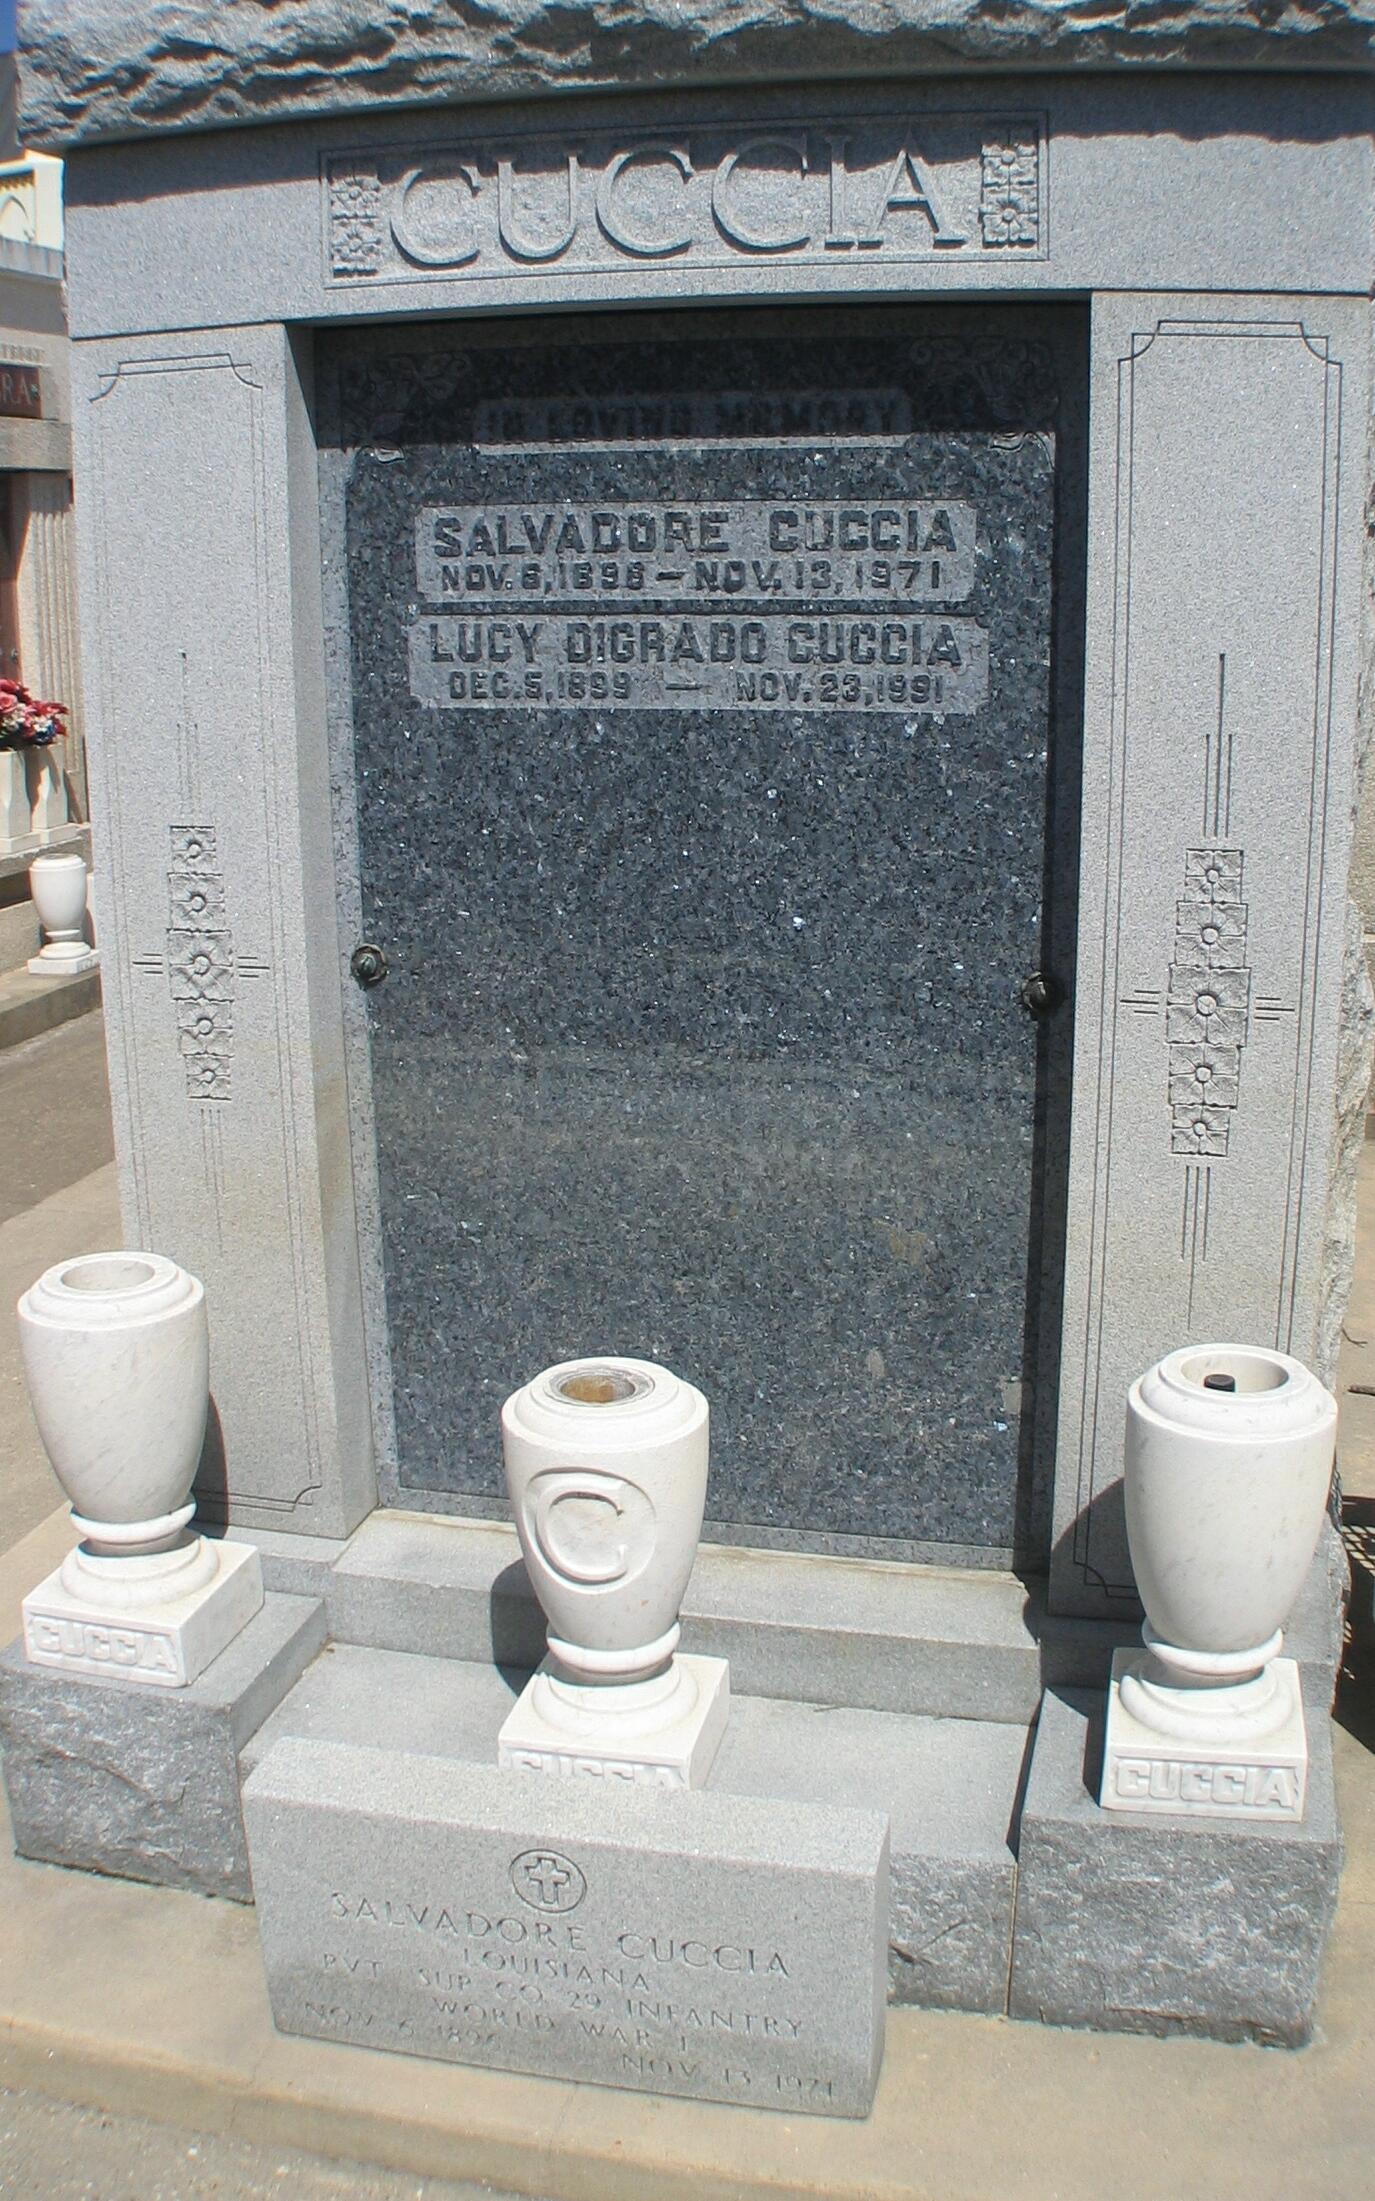 CUCCIA
IN LOVING MEMORY
SALVADORE CUCCIA
NOV. 6, 1896 — NOV. 13, 1971
LUCY DIGRADO CUCCIA
DEC. 5, 1899 — NOV. 23, 1991
C
CUCCIA
CUCCIA
CUCCIA
SALVADORE CUCCIA
LOUISIANA
PVT SUP CO 29 INFANTRY
WORLD WAR I
NOV 6 1896 NOV 13 1971